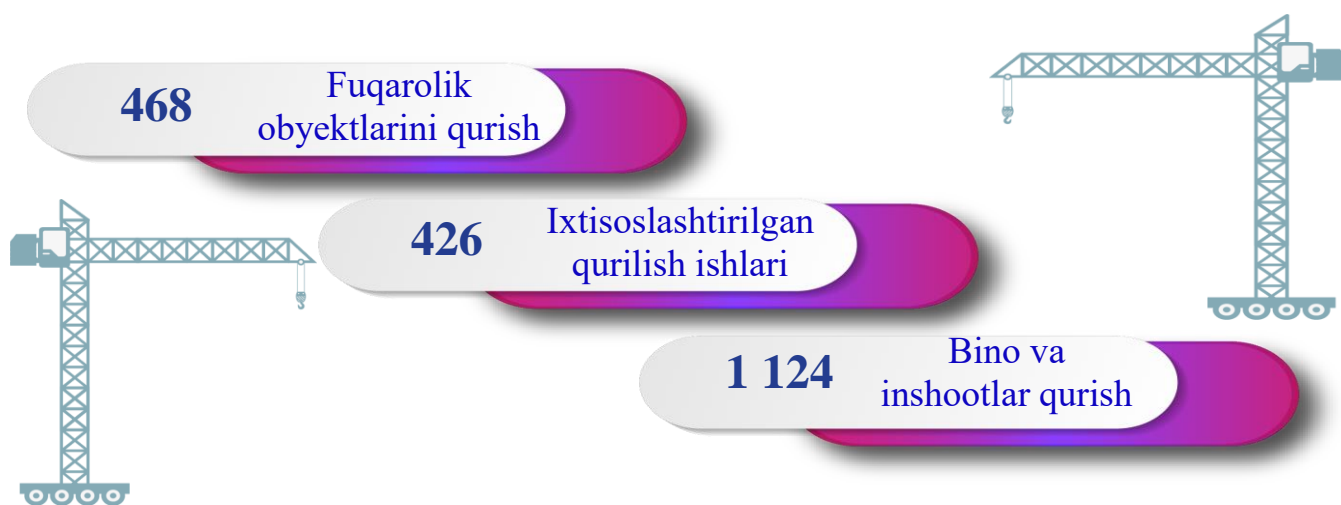 468
Fuqarolik
obyektlarini qurish
426
Ixtisoslashtirilgan
qurilish ishlari
1 124
Bino va
inshootlar qurish